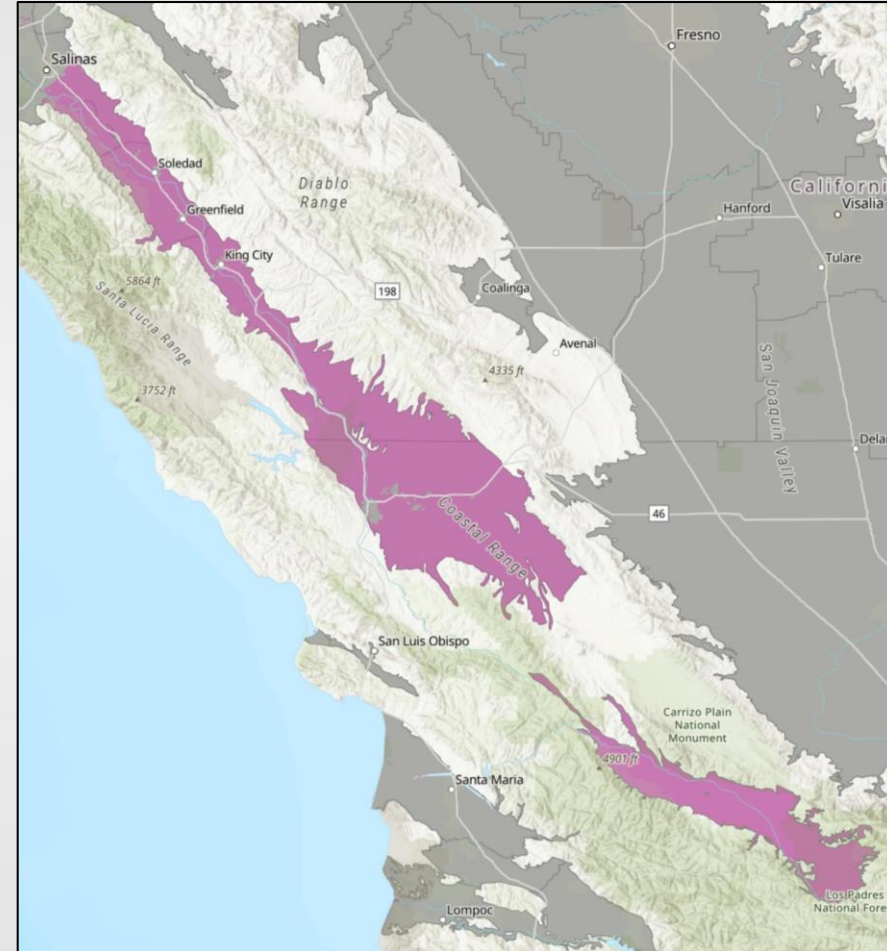 Fresno
Salinas
Soledad
Diablo
Range
California
Visalia
Hanford
Greenfield
King City
Tulare
5864 ft
198
Coalinga
Santa Lucia Range
Avenal
4335 ft
San Joaquin Valley
3752 ft
46
Coastal Range
San Luis Obispo
Carrizo Plain
National
Monument
4901 ft
Santa Maria
Los Padres
National Fore
Lompoc